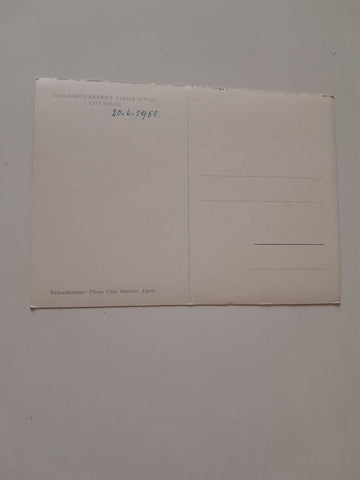 DOLOMITENSTADT LIENZ (673 m)
OSTTIROL
20.6.1958.
Farbaufnahme: Photo Dina Mariner, Lienz